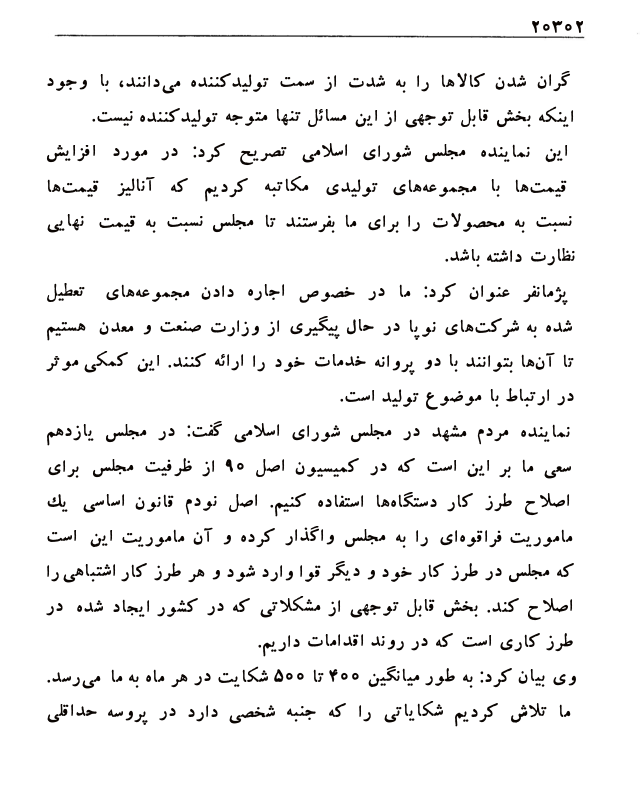 ۲۰۳۰۲
گران شدن کالاها را به شدت از سمت تولیدکننده می‌دانند، با وجود
اینکه بخش قابل توجهی از این مسائل تنها متوجه تولیدکننده نیست.
این نماینده مجلس شورای اسلامی تصریح کرد: در مورد افزایش
قیمت‌ها با مجموعه‌های تولیدی مکاتبه کردیم که آنالیز قیمت‌ها
نسبت به محصولات را برای ما بفرستند تا مجلس نسبت به قیمت نهایی
نظارت داشته باشد.
پژمانفر عنوان کرد: ما در خصوص اجاره دادن مجموعه‌های تعطیل
شده به شرکت‌های نوپا در حال پیگیری از وزارت صنعت و معدن هستیم
تا آن‌ها بتوانند با دو پروانه خدمات خود را ارائه کنند. این کمکی موثر
در ارتباط با موضوع تولید است.
نماینده مردم مشهد در مجلس شورای اسلامی گفت: در مجلس یازدهم
سعی ما بر این است که در کمیسیون اصل ۹۰ از ظرفیت مجلس برای
اصلاح طرز کار دستگاه‌ها استفاده کنیم. اصل نودم قانون اساسی یك
ماموریت فراقوه‌ای را به مجلس واگذار کرده و آن ماموریت این است
که مجلس در طرز کار خود و دیگر قوا وارد شود و هر طرز کار اشتباهی را
اصلاح کند. بخش قابل توجهی از مشکلاتی که در کشور ایجاد شده در
طرز کاری است که در روند اقدامات داریم.
وی بیان کرد: به طور میانگین ۴۰۰ تا ۵۰۰ شکایت در هر ماه به ما می‌رسد.
ما تلاش کردیم شکایاتی را که جنبه شخصی دارد در پروسه حداقلی